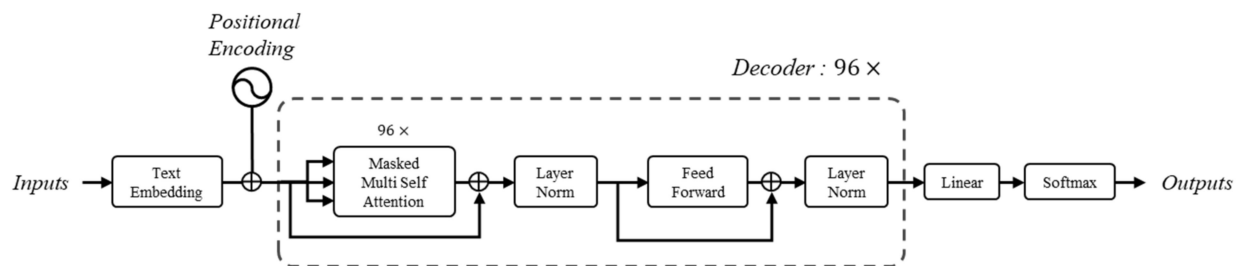 Positional
Encoding
Decoder : 96 ×
96 ×
Inputs
Text
Embedding
Masked
Multi Self
Attention
Layer
Norm
Feed
Forward
Layer
Norm
Linear
Softmax
Outputs